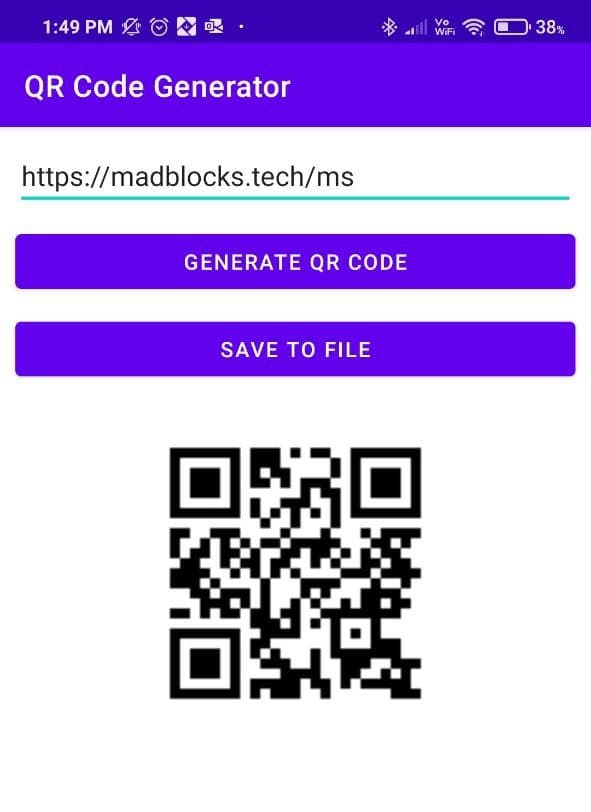 1:49 PM Vo WiFi 38%
QR Code Generator
https://madblocks.tech/ms
GENERATE QR CODE
SAVE TO FILE